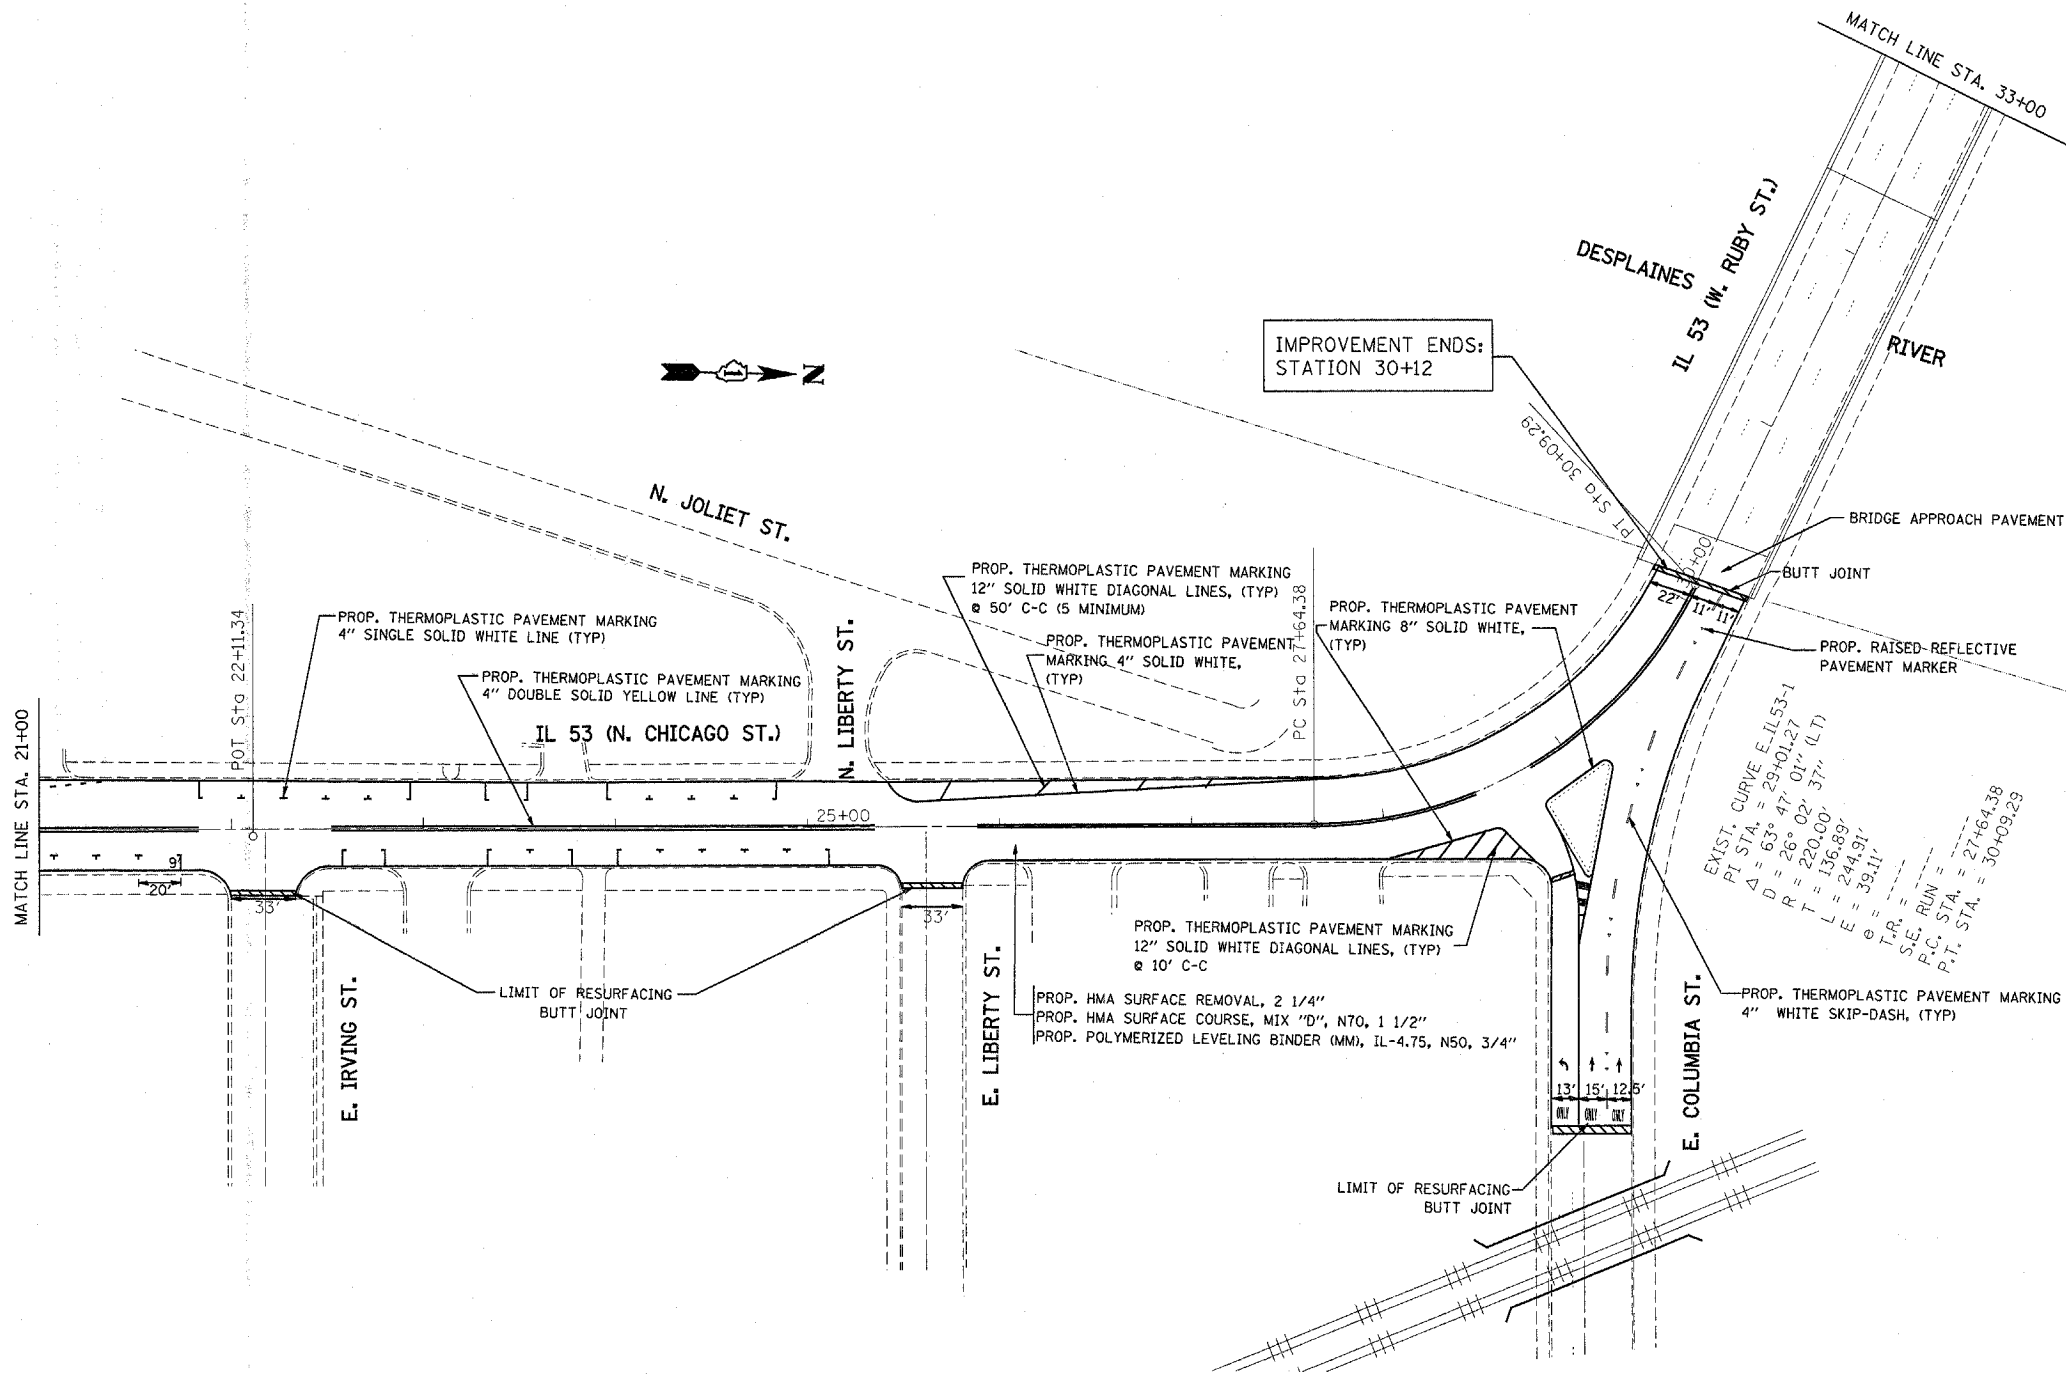 MATCH LINE STA. 33+00
IL 53 (W. RUBY ST.)
DESPLAINES
RIVER
IMPROVEMENT ENDS:
STATION 30+12
PT Sta 30+09.29
30+00
BRIDGE APPROACH PAVEMENT
BUTT JOINT
22' 11' 11'
PROP. RAISED REFLECTIVE
PAVEMENT MARKER
N
N. JOLIET ST.
PROP. THERMOPLASTIC PAVEMENT MARKING
12" SOLID WHITE DIAGONAL LINES, (TYP)
@ 50' C-C (5 MINIMUM)
PROP. THERMOPLASTIC PAVEMENT
MARKING 4" SOLID WHITE,
(TYP)
PC Sta 27+64.38
PROP. THERMOPLASTIC PAVEMENT
MARKING 8" SOLID WHITE,
(TYP)
PROP. THERMOPLASTIC PAVEMENT MARKING
4" SINGLE SOLID WHITE LINE (TYP)
PROP. THERMOPLASTIC PAVEMENT MARKING
4" DOUBLE SOLID YELLOW LINE (TYP)
POT Sta 22+11.34
IL 53 (N. CHICAGO ST.)
N. LIBERTY ST.
MATCH LINE STA. 21+00
25+00
9'
20'
33'
33'
EXIST. CURVE E_IL53-1
PI STA. = 29+01.27
Δ = 63° 47' 01" (LT)
D = 26° 02' 37"
R = 220.00'
T = 136.89'
L = 244.91'
E = 39.11'
e = -----
T.R. = -----
S.E. RUN = -----
P.C. STA. = 27+64.38
P.T. STA. = 30+09.29
LIMIT OF RESURFACING
BUTT JOINT
E. IRVING ST.
E. LIBERTY ST.
PROP. THERMOPLASTIC PAVEMENT MARKING
12" SOLID WHITE DIAGONAL LINES, (TYP)
@ 10' C-C
PROP. HMA SURFACE REMOVAL, 2 1/4"
PROP. HMA SURFACE COURSE, MIX "D", N70, 1 1/2"
PROP. POLYMERIZED LEVELING BINDER (MM), IL-4.75, N50, 3/4"
PROP. THERMOPLASTIC PAVEMENT MARKING
4" WHITE SKIP-DASH, (TYP)
E. COLUMBIA ST.
13' 15' 12.5'
ONLY ONLY ONLY
LIMIT OF RESURFACING
BUTT JOINT